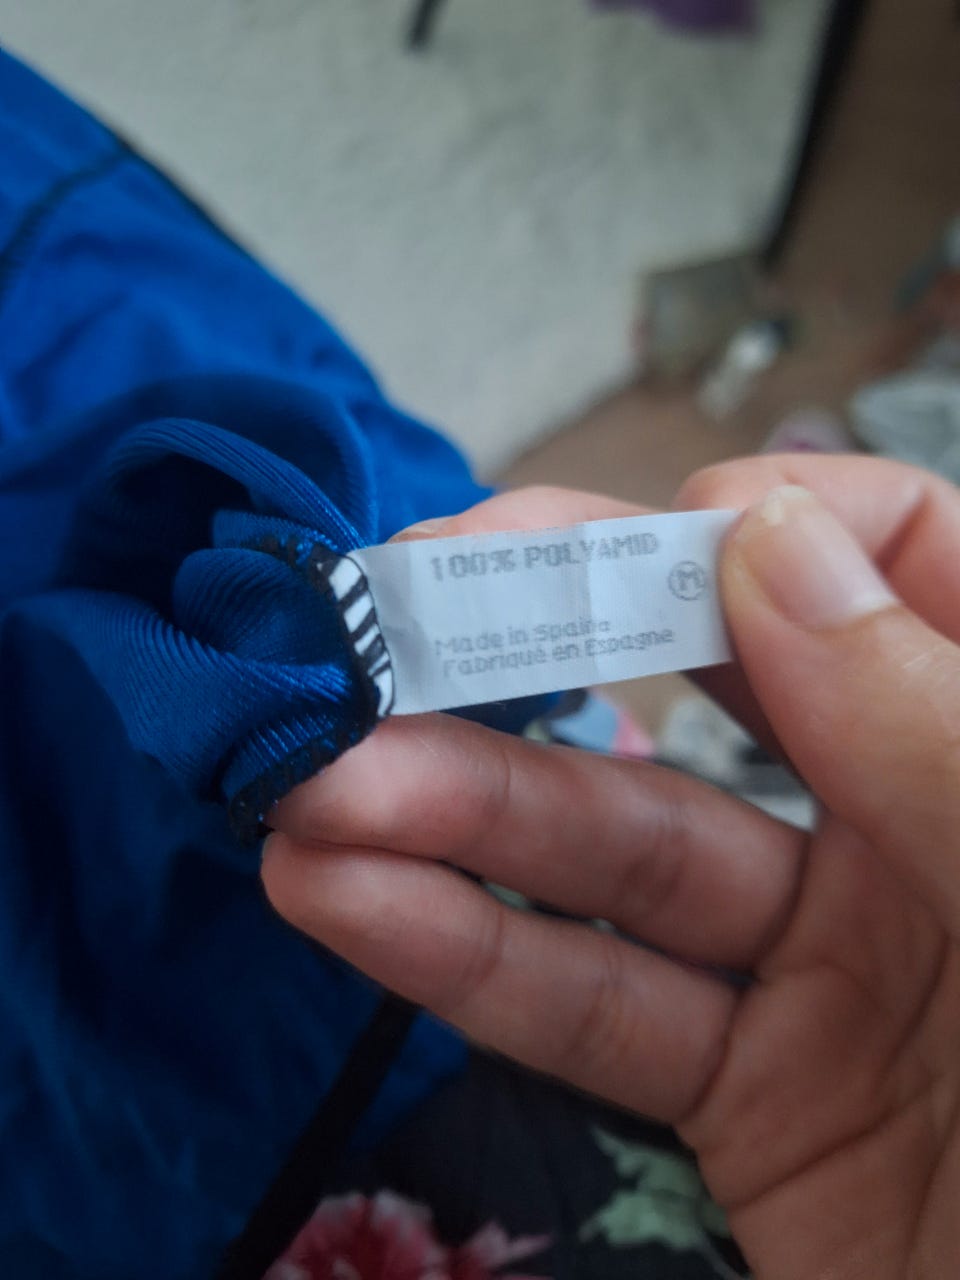 100% POLYAMID
M
Made in Spain
Fabriqué en Espagne